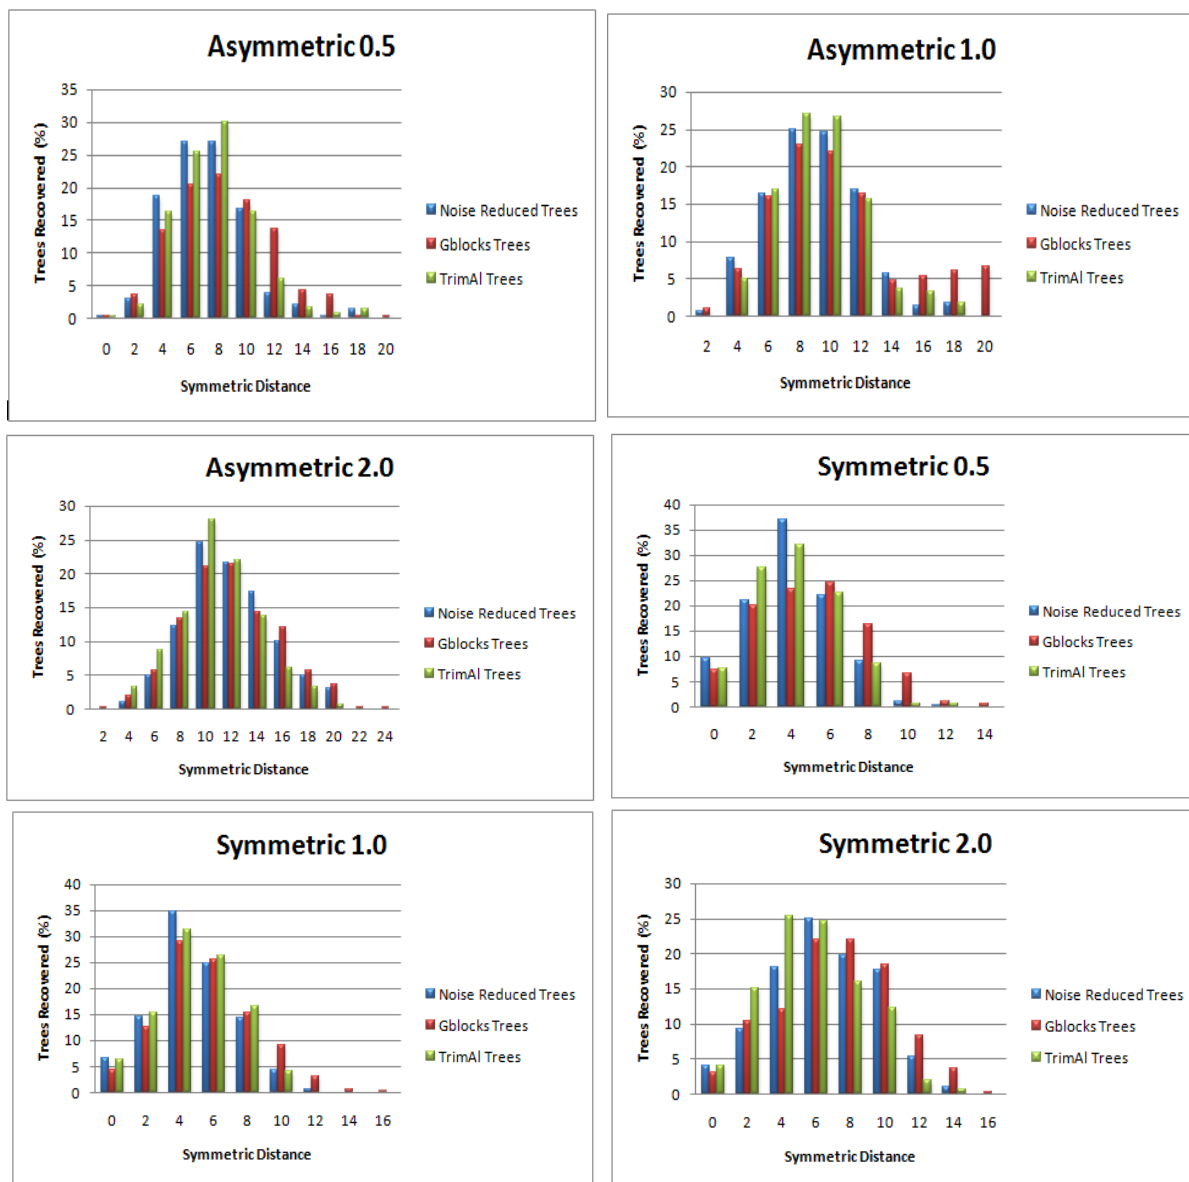 Asymmetric 0.5
Trees Recovered (%)
35
30
25
20
15
10
5
0
0 2 4 6 8 10 12 14 16 18 20
Symmetric Distance
Noise Reduced Trees
Gblocks Trees
TrimAl Trees
Asymmetric 1.0
Trees Recovered (%)
30
25
20
15
10
5
0
2 4 6 8 10 12 14 16 18 20
Symmetric Distance
Noise Reduced Trees
Gblocks Trees
TrimAl Trees
Asymmetric 2.0
Trees Recovered (%)
30
25
20
15
10
5
0
2 4 6 8 10 12 14 16 18 20 22 24
Symmetric Distance
Noise Reduced Trees
Gblocks Trees
TrimAl Trees
Symmetric 0.5
Trees Recovered (%)
40
35
30
25
20
15
10
5
0
0 2 4 6 8 10 12 14
Symmetric Distance
Noise Reduced Trees
Gblocks Trees
TrimAl Trees
Symmetric 1.0
Trees Recovered (%)
40
35
30
25
20
15
10
5
0
0 2 4 6 8 10 12 14 16
Symmetric Distance
Noise Reduced Trees
Gblocks Trees
TrimAl Trees
Symmetric 2.0
Trees Recovered (%)
30
25
20
15
10
5
0
0 2 4 6 8 10 12 14 16
Symmetric Distance
Noise Reduced Trees
Gblocks Trees
TrimAl Trees